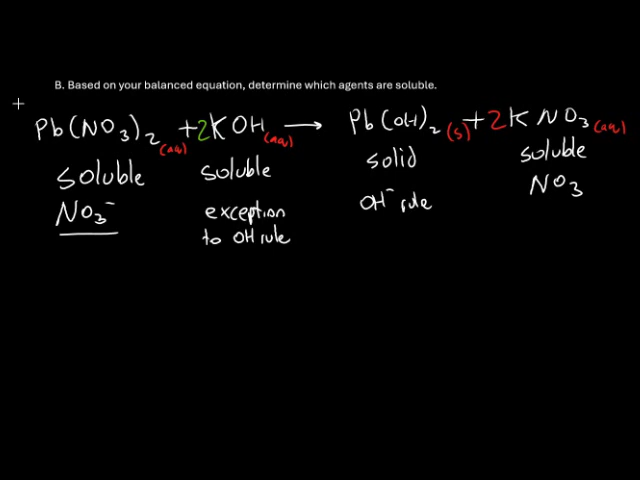 B. Based on your balanced equation, determine which agents are soluble.
Pb(NO₃)₂ (aq) + 2KOH (aq) → Pb(OH)₂ (s) + 2KNO₃ (aq)
soluble soluble solid soluble
NO₃⁻ exception OH⁻ rule NO₃
to OH rule